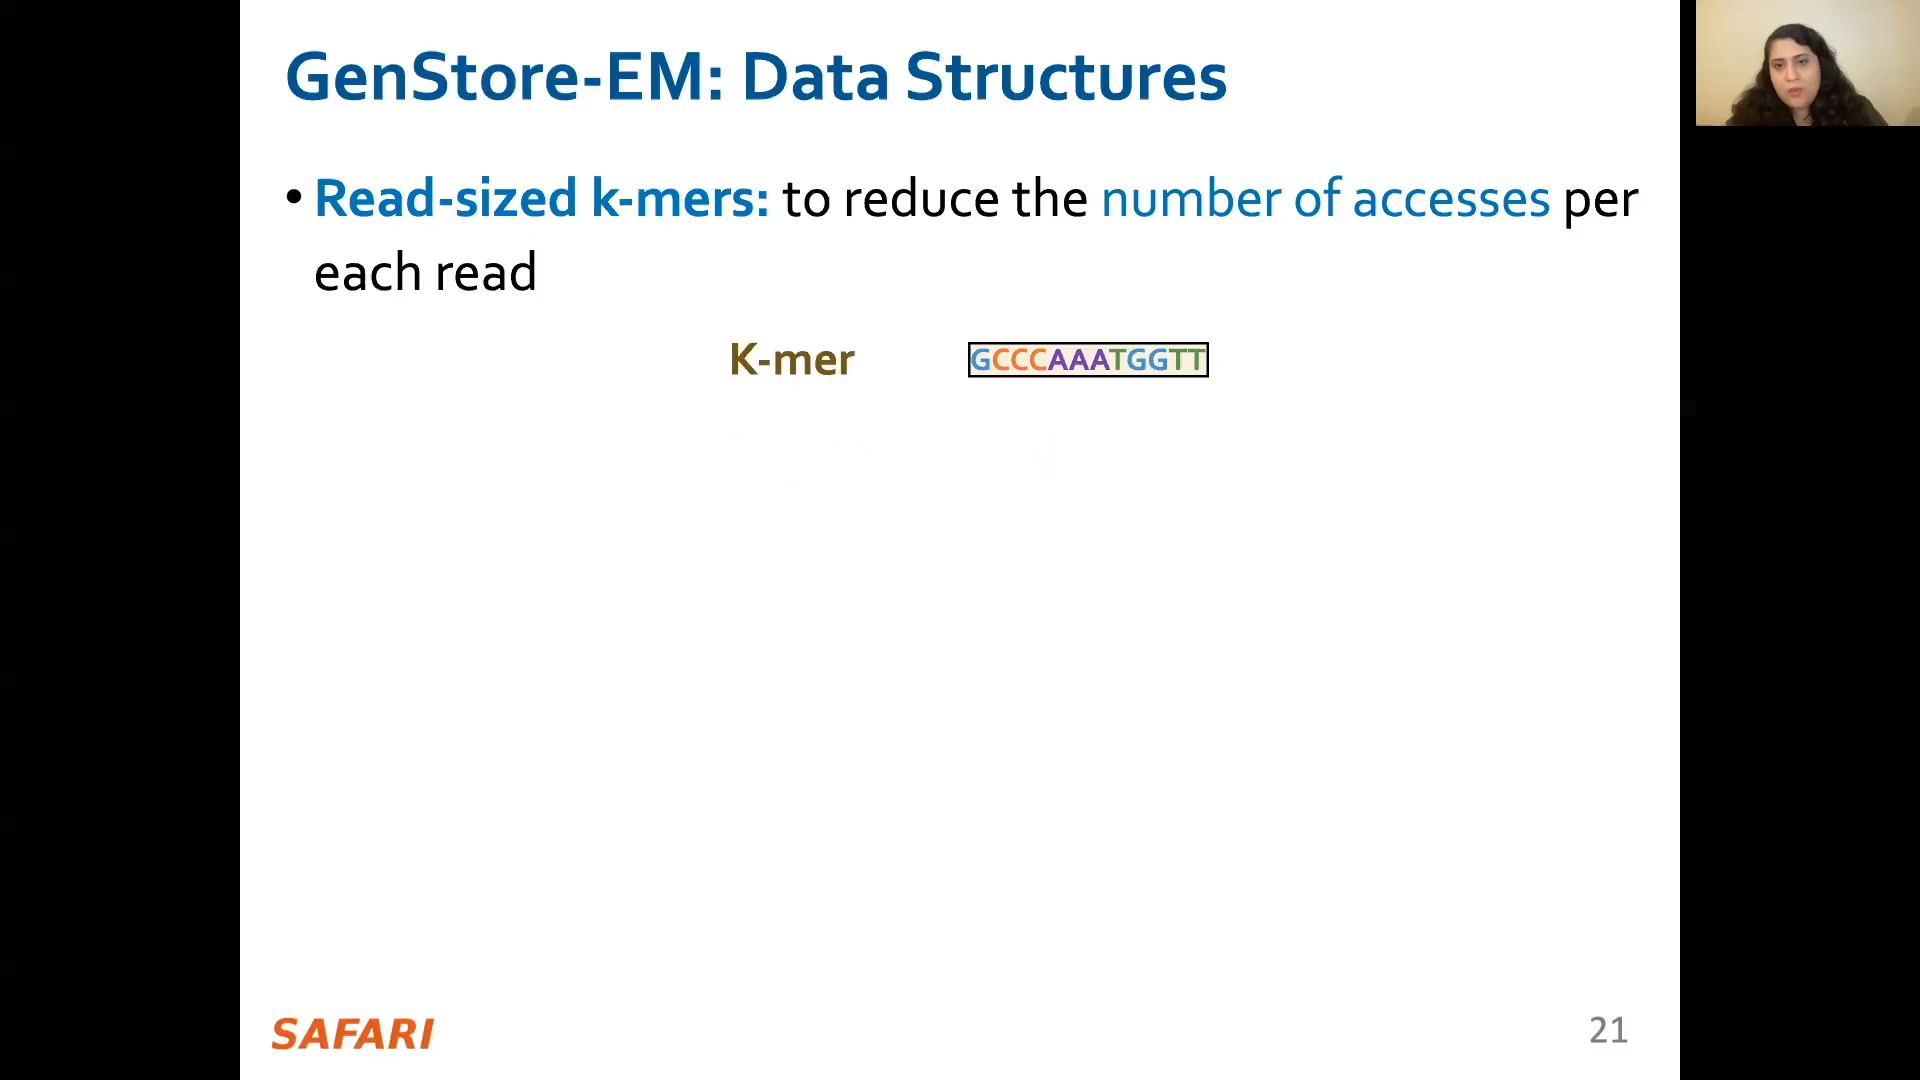 GenStore-EM: Data Structures
• Read-sized k-mers: to reduce the number of accesses per
each read
K-mer GCCCAAATGGTT
SAFARI
21